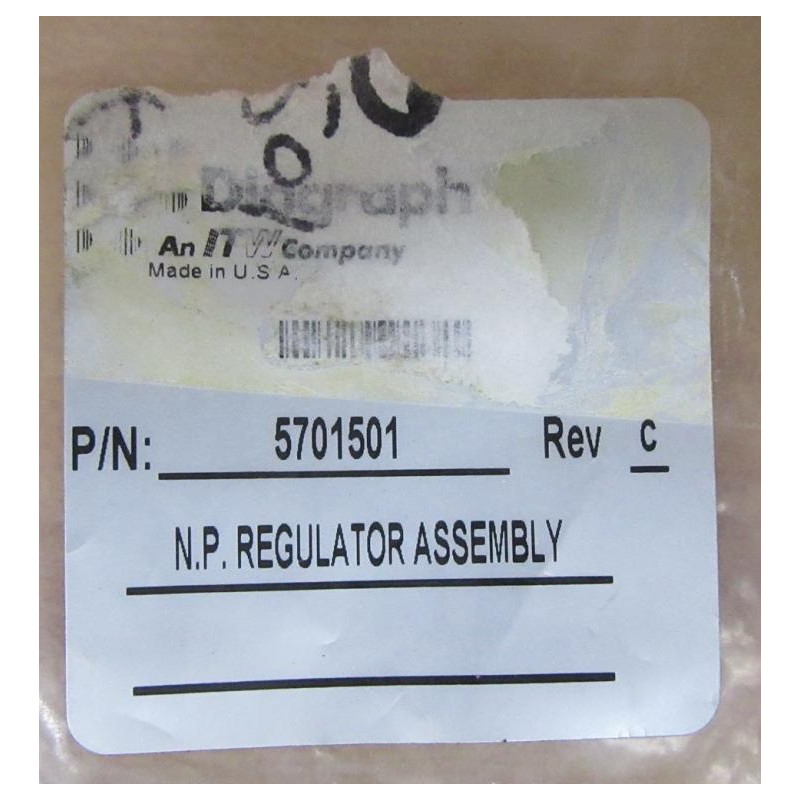 Diagraph
An ITW Company
Made in U.S.A.
P/N: 5701501 Rev C
N.P. REGULATOR ASSEMBLY